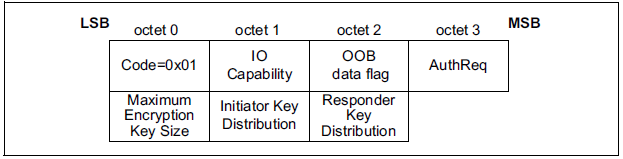 LSB octet 0 octet 1 octet 2 octet 3 MSB
Code=0x01
IO
Capability
OOB
data flag
AuthReq
Maximum
Encryption
Key Size
Initiator Key
Distribution
Responder
Key
Distribution